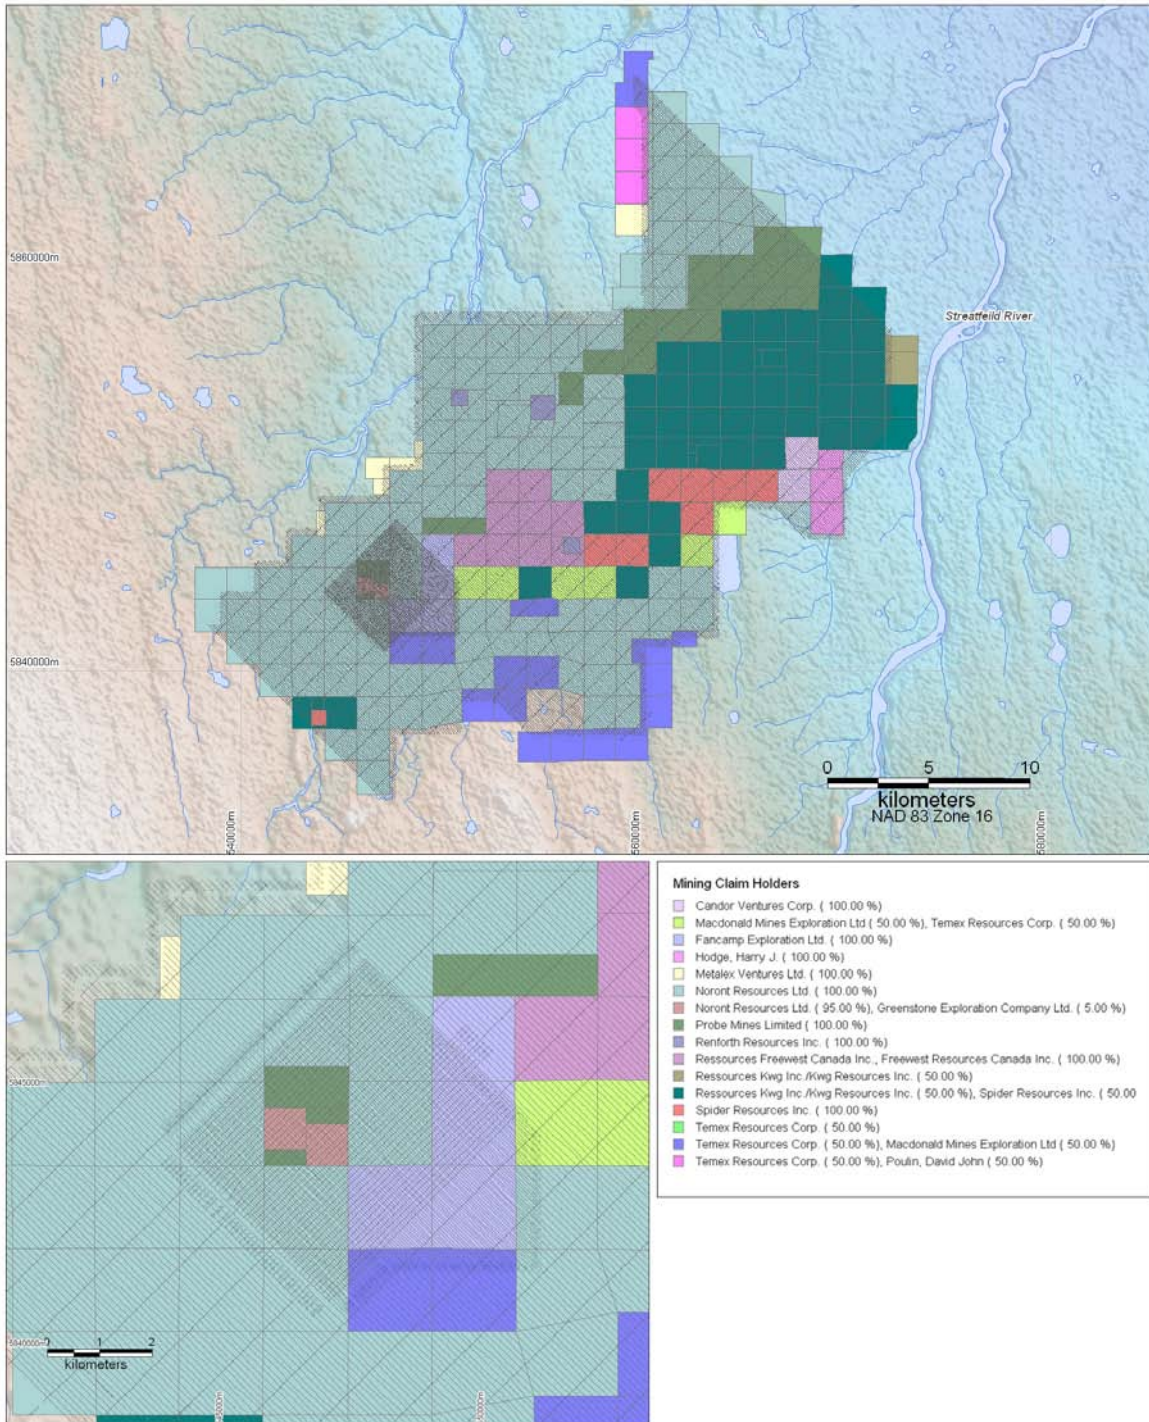 5860000m
Streatfeild River
5840000m
0 5 10
kilometers
NAD 83 Zone 16
540000m
560000m
580000m
5845000m
5840000m
0 1 2
kilometers
545000m
550000m
Mining Claim Holders
Candor Ventures Corp. ( 100.00 %)
Macdonald Mines Exploration Ltd ( 50.00 %), Temex Resources Corp. ( 50.00 %)
Fancamp Exploration Ltd. ( 100.00 %)
Hodge, Harry J. ( 100.00 %)
Metalex Ventures Ltd. ( 100.00 %)
Noront Resources Ltd. ( 100.00 %)
Noront Resources Ltd. ( 95.00 %), Greenstone Exploration Company Ltd. ( 5.00 %)
Probe Mines Limited ( 100.00 %)
Renforth Resources Inc. ( 100.00 %)
Ressources Freewest Canada Inc., Freewest Resources Canada Inc. ( 100.00 %)
Ressources Kwg Inc./Kwg Resources Inc. ( 50.00 %)
Ressources Kwg Inc./Kwg Resources Inc. ( 50.00 %), Spider Resources Inc. ( 50.00
Spider Resources Inc. ( 100.00 %)
Temex Resources Corp. ( 50.00 %)
Temex Resources Corp. ( 50.00 %), Macdonald Mines Exploration Ltd ( 50.00 %)
Temex Resources Corp. ( 50.00 %), Poulin, David John ( 50.00 %)